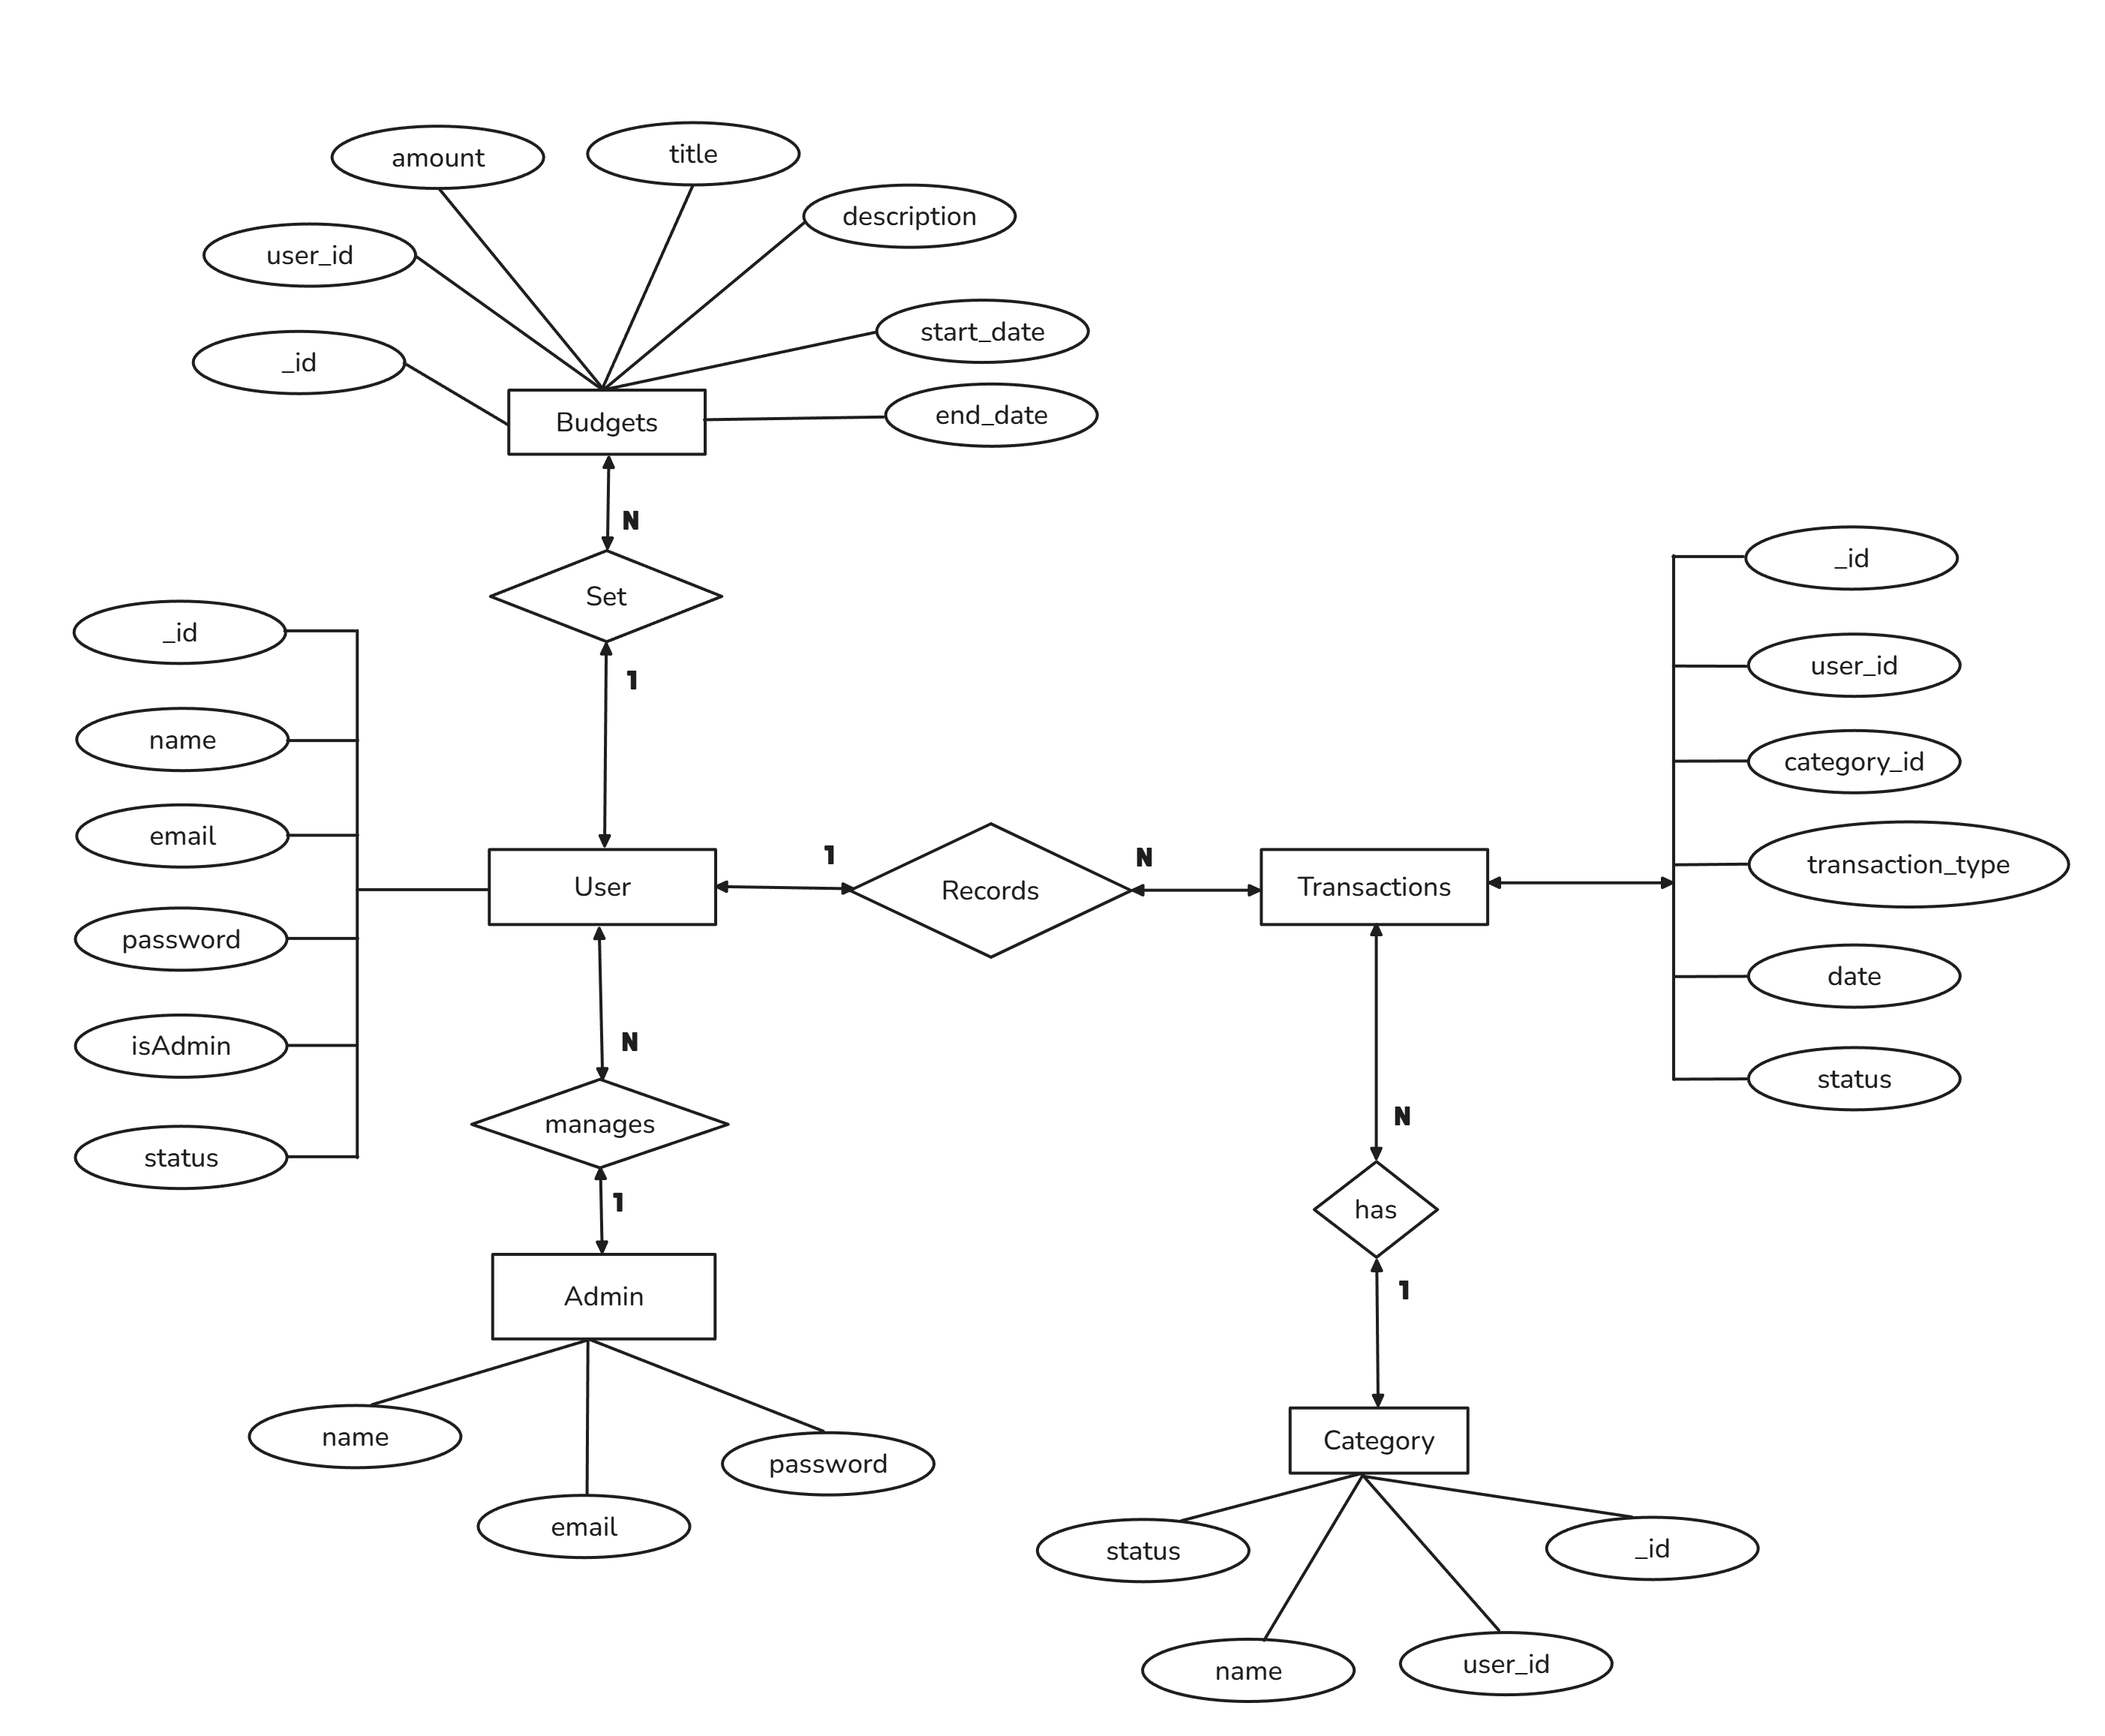 amount
title
description
user_id
start_date
_id
end_date
Budgets
N
Set
1
_id
name
email
password
isAdmin
status
User
1
Records
N
Transactions
_id
user_id
category_id
transaction_type
date
status
N
manages
1
Admin
name
email
password
N
has
1
Category
status
name
user_id
_id